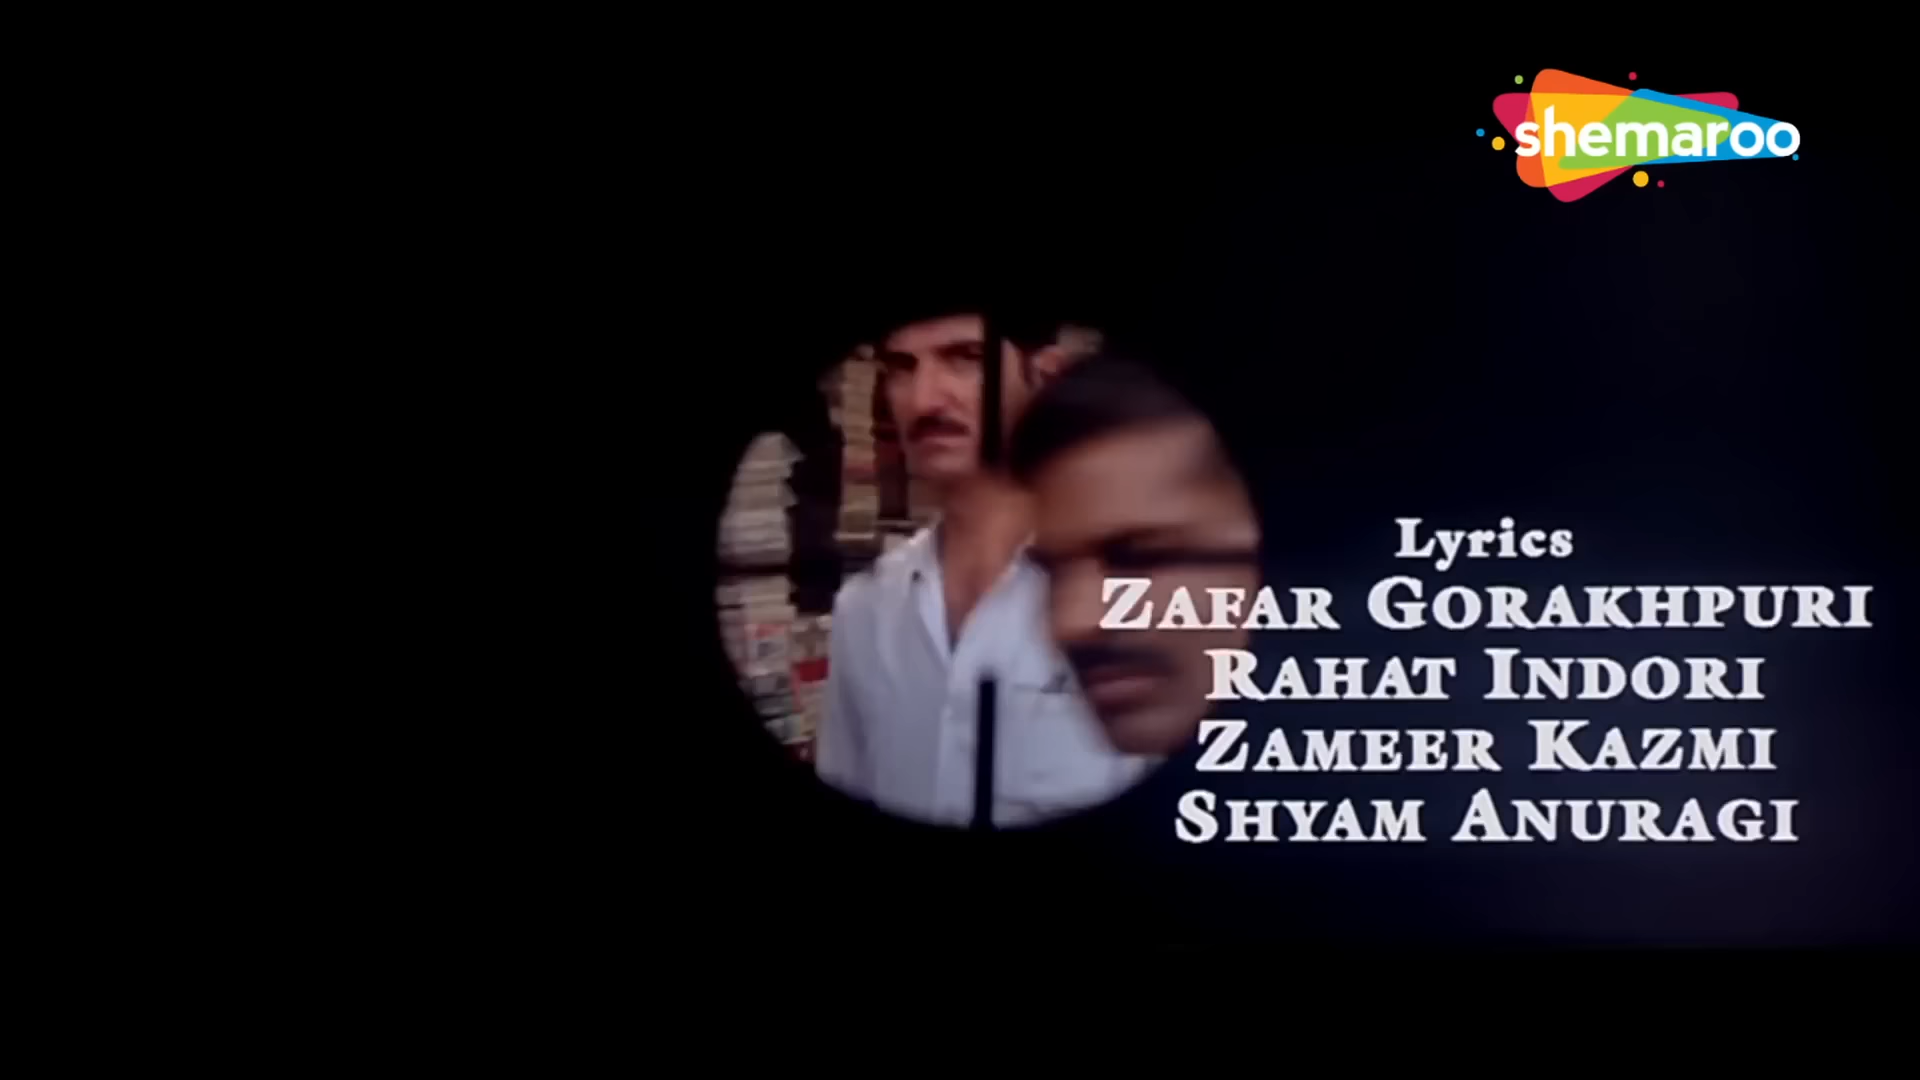 shemaroo
Lyrics
ZAFAR GORAKHPURI
RAHAT INDORI
ZAMEER KAZMI
SHYAM ANURAGI